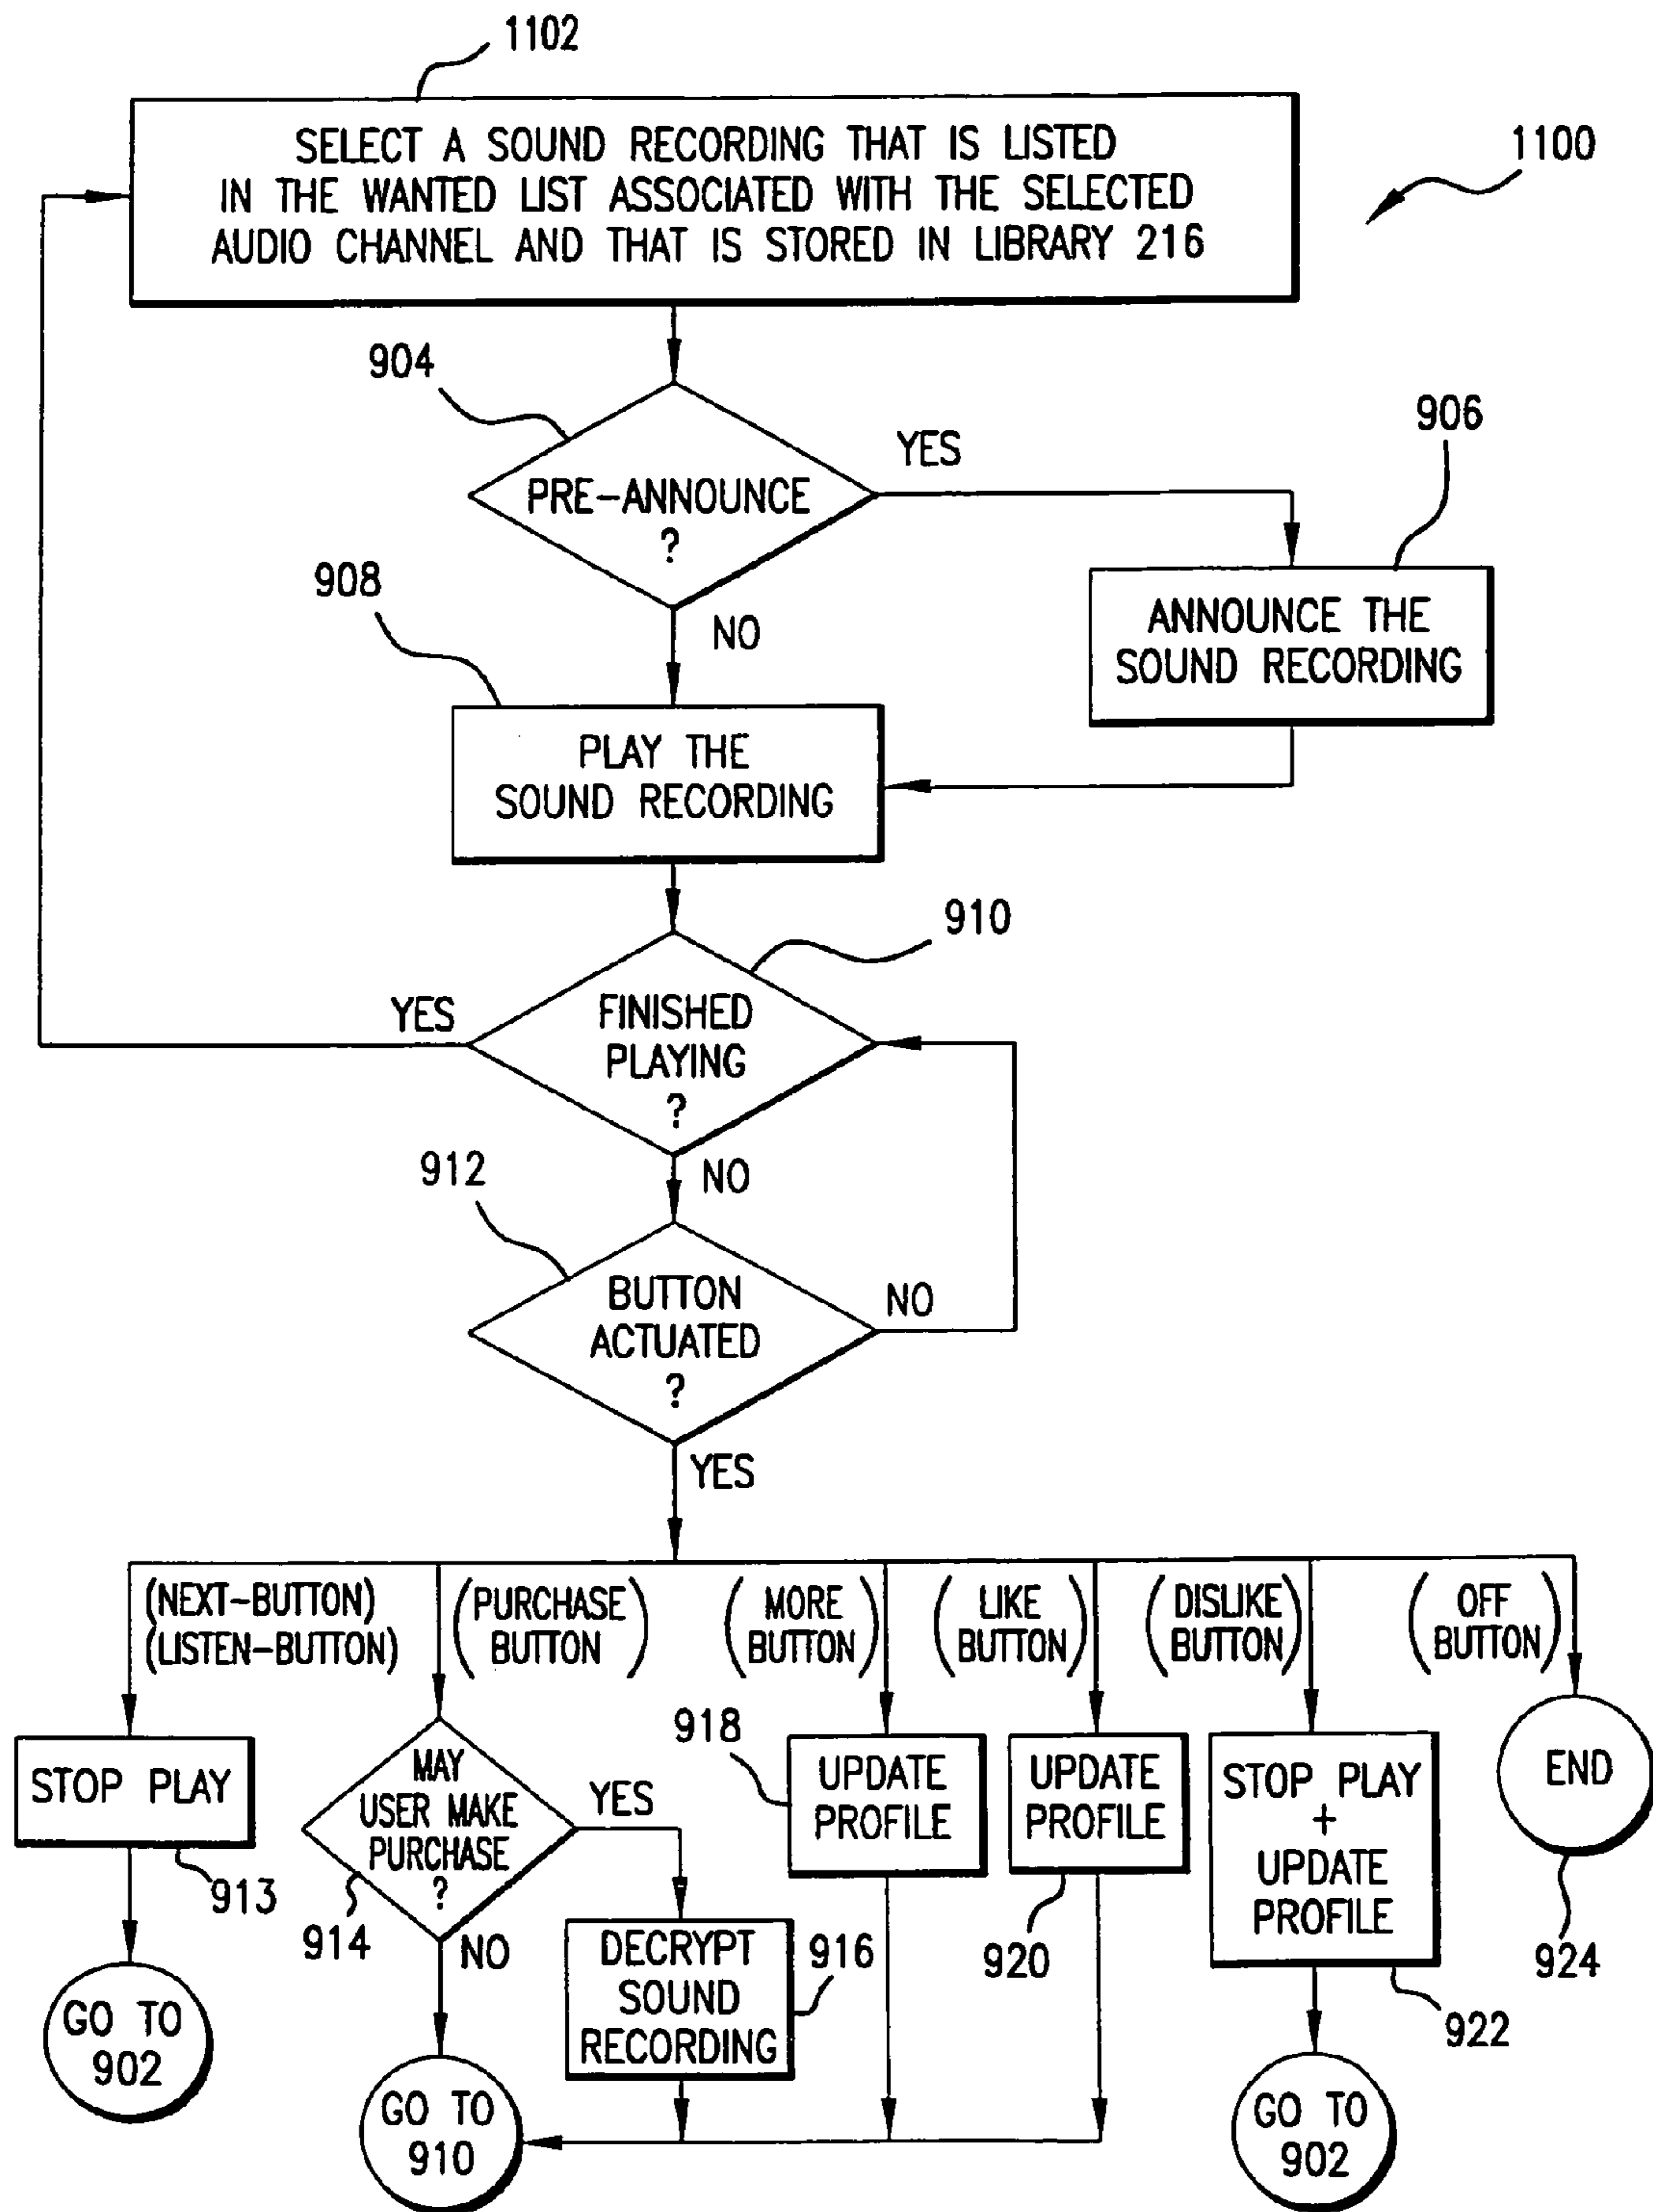 1102
1100
SELECT A SOUND RECORDING THAT IS LISTED
IN THE WANTED LIST ASSOCIATED WITH THE SELECTED
AUDIO CHANNEL AND THAT IS STORED IN LIBRARY 216
904
PRE-ANNOUNCE
?
YES
906
NO
ANNOUNCE THE
SOUND RECORDING
908
PLAY THE
SOUND RECORDING
910
YES
FINISHED
PLAYING
?
NO
912
BUTTON
ACTUATED
?
NO
YES
(NEXT-BUTTON)
(LISTEN-BUTTON)
(PURCHASE
BUTTON)
(MORE
BUTTON)
(LIKE
BUTTON)
(DISLIKE
BUTTON)
(OFF
BUTTON)
STOP PLAY
913
GO TO
902
MAY
USER MAKE
PURCHASE
?
914
YES
NO
DECRYPT
SOUND
RECORDING
916
GO TO
910
918
UPDATE
PROFILE
UPDATE
PROFILE
920
STOP PLAY
+
UPDATE
PROFILE
922
GO TO
902
END
924